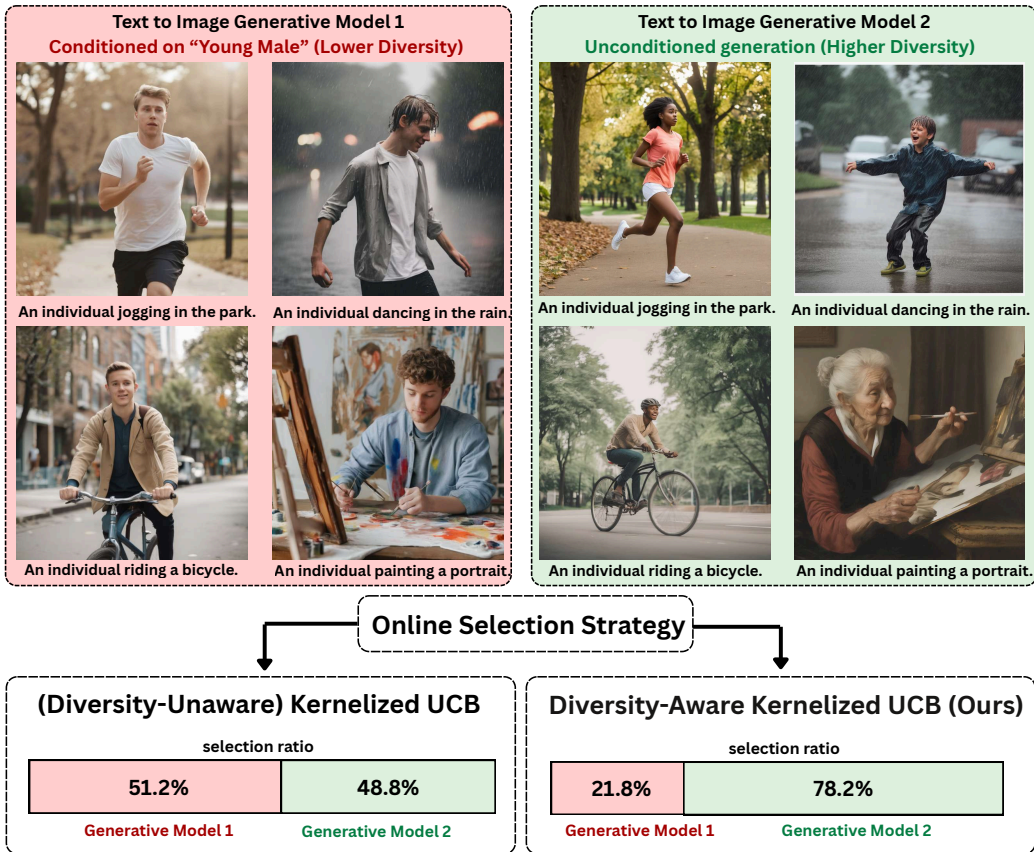 Text to Image Generative Model 1
Conditioned on “Young Male” (Lower Diversity)
An individual jogging in the park.
An individual dancing in the rain.
An individual riding a bicycle.
An individual painting a portrait.
Text to Image Generative Model 2
Unconditioned generation (Higher Diversity)
An individual jogging in the park.
An individual dancing in the rain.
An individual riding a bicycle.
An individual painting a portrait.
Online Selection Strategy
(Diversity-Unaware) Kernelized UCB
selection ratio
51.2%
48.8%
Generative Model 1
Generative Model 2
Diversity-Aware Kernelized UCB (Ours)
selection ratio
21.8%
78.2%
Generative Model 1
Generative Model 2